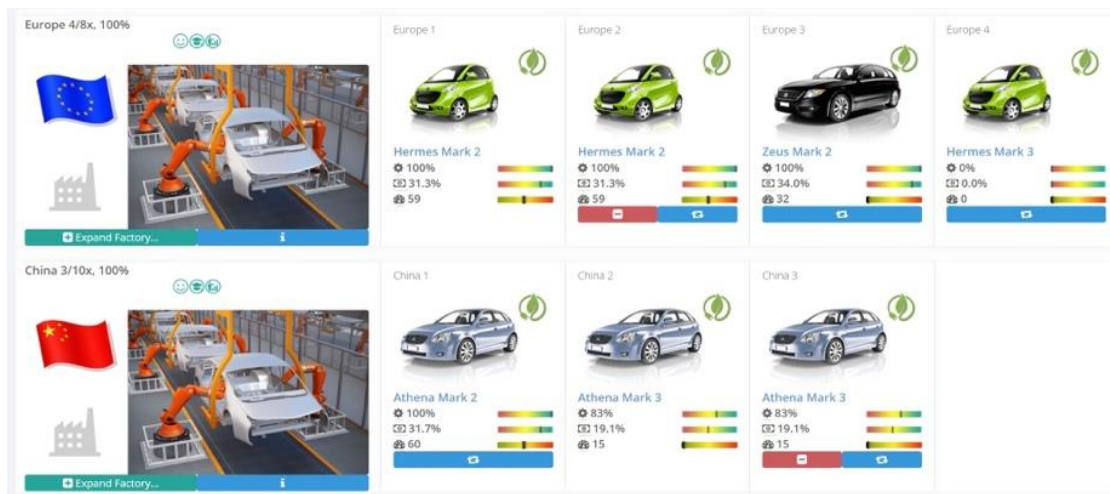 Europe 4/8x, 100%
Expand Factory...
i
Europe 1
Hermes Mark 2
100%
31.3%
59
Europe 2
Hermes Mark 2
100%
31.3%
59
Europe 3
Zeus Mark 2
100%
34.0%
32
Europe 4
Hermes Mark 3
0%
0.0%
0
China 3/10x, 100%
Expand Factory...
i
China 1
Athena Mark 2
100%
31.7%
60
China 2
Athena Mark 3
83%
19.1%
15
China 3
Athena Mark 3
83%
19.1%
15